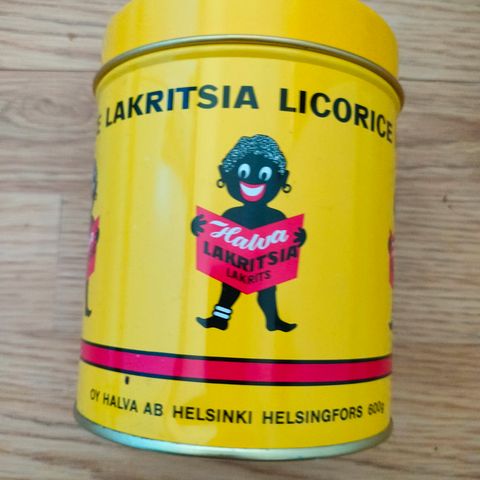 LAKRITSIA LICORICE
Halva
LAKRITSIA
LAKRITS
OY HALVA AB HELSINKI HELSINGFORS 600g